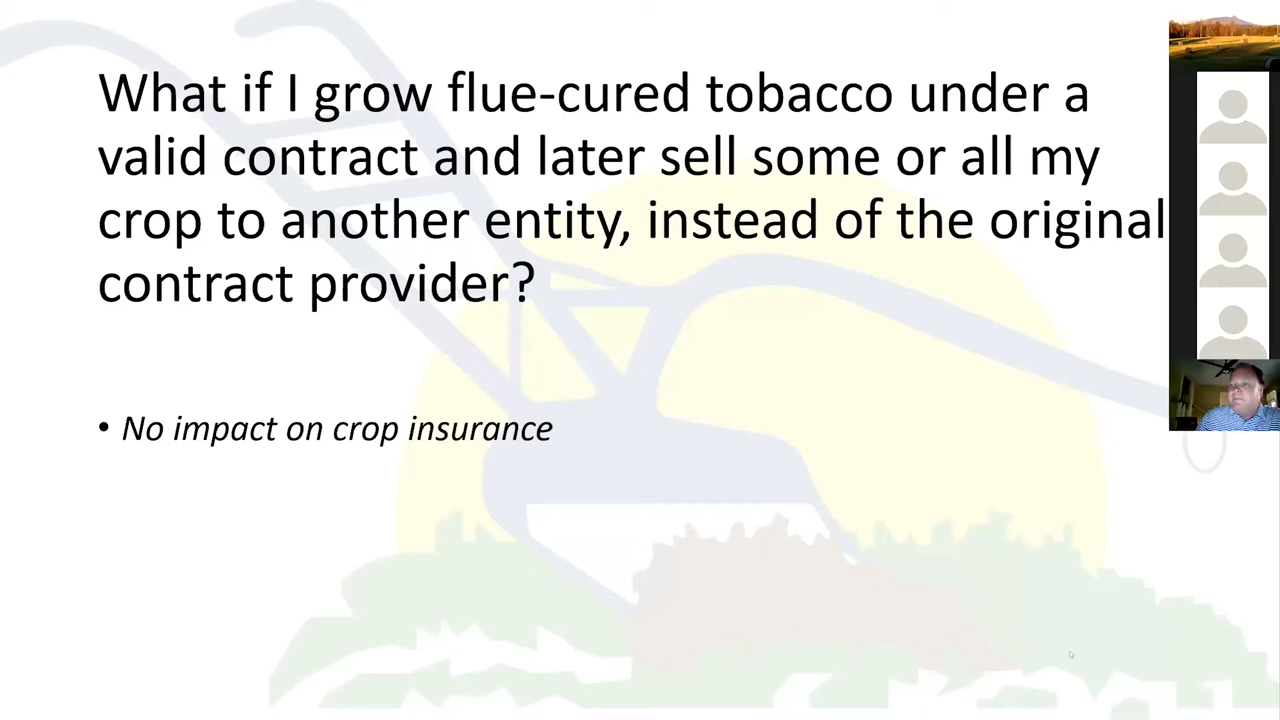 What if I grow flue-cured tobacco under a
valid contract and later sell some or all my
crop to another entity, instead of the original
contract provider?
• No impact on crop insurance